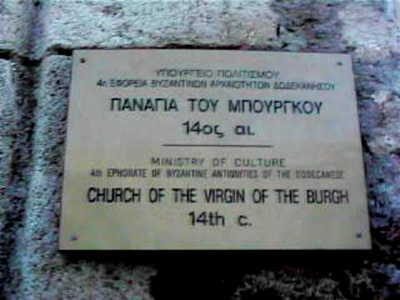 ΥΠΟΥΡΓΕΙΟ ΠΟΛΙΤΙΣΜΟΥ
4η ΕΦΟΡΕΙΑ ΒΥΖΑΝΤΙΝΩΝ ΑΡΧΑΙΟΤΗΤΩΝ ΔΩΔΕΚΑΝΗΣΟΥ
ΠΑΝΑΓΙΑ ΤΟΥ ΜΠΟΥΡΓΚΟΥ
14ος αι.
MINISTRY OF CULTURE
4th EPHORATE OF BYZANTINE ANTIQUITIES OF THE DODECANESE
CHURCH OF THE VIRGIN OF THE BURGH
14th c.